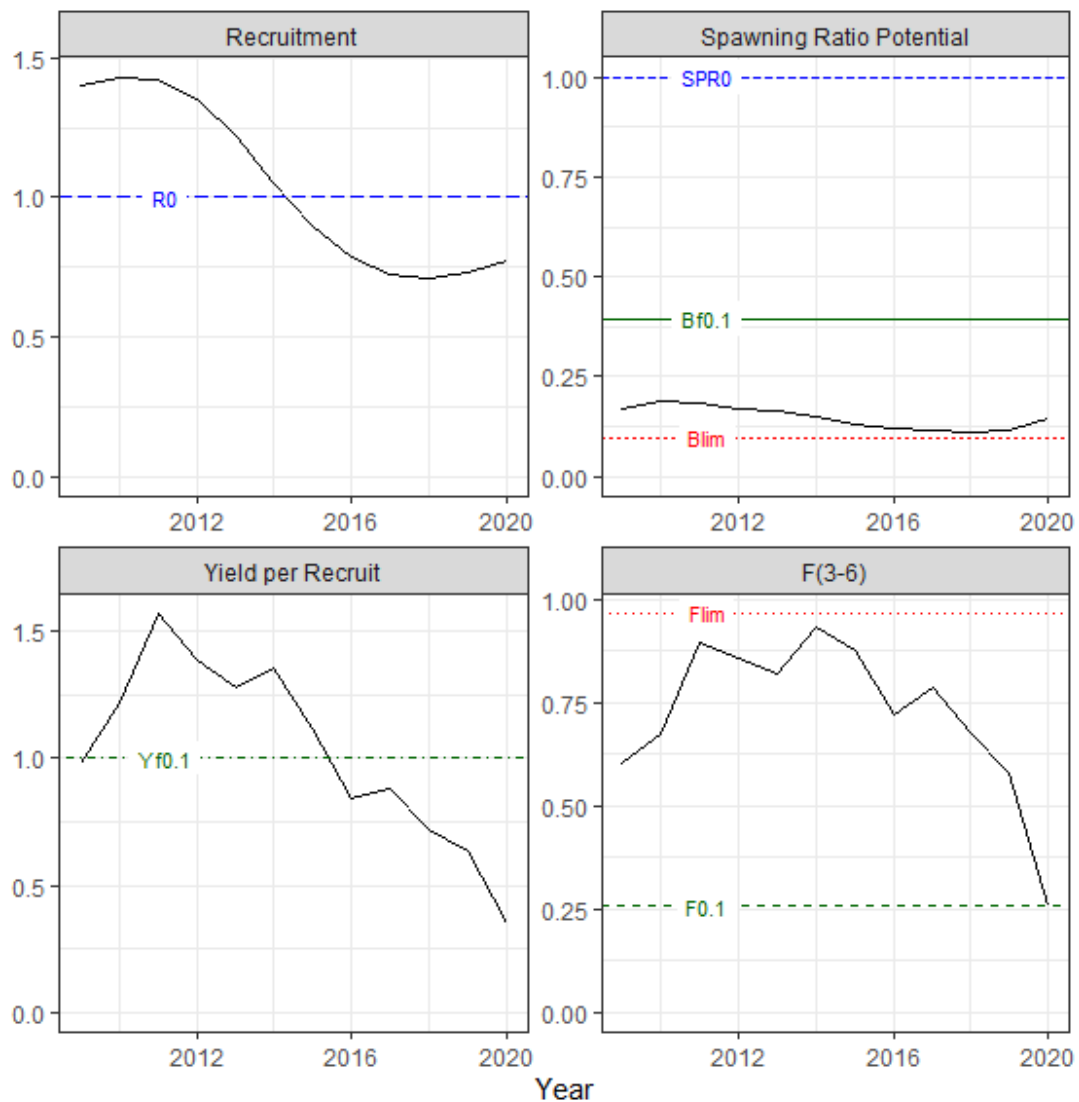 Recruitment
1.5
1.0
0.5
0.0
R0
2012 2016 2020
Spawning Ratio Potential
1.00
0.75
0.50
0.25
0.00
SPR0
Bf0.1
Blim
2012 2016 2020
Yield per Recruit
1.5
1.0
0.5
0.0
Yf0.1
2012 2016 2020
F(3-6)
1.00
0.75
0.50
0.25
0.00
Flim
F0.1
2012 2016 2020
Year